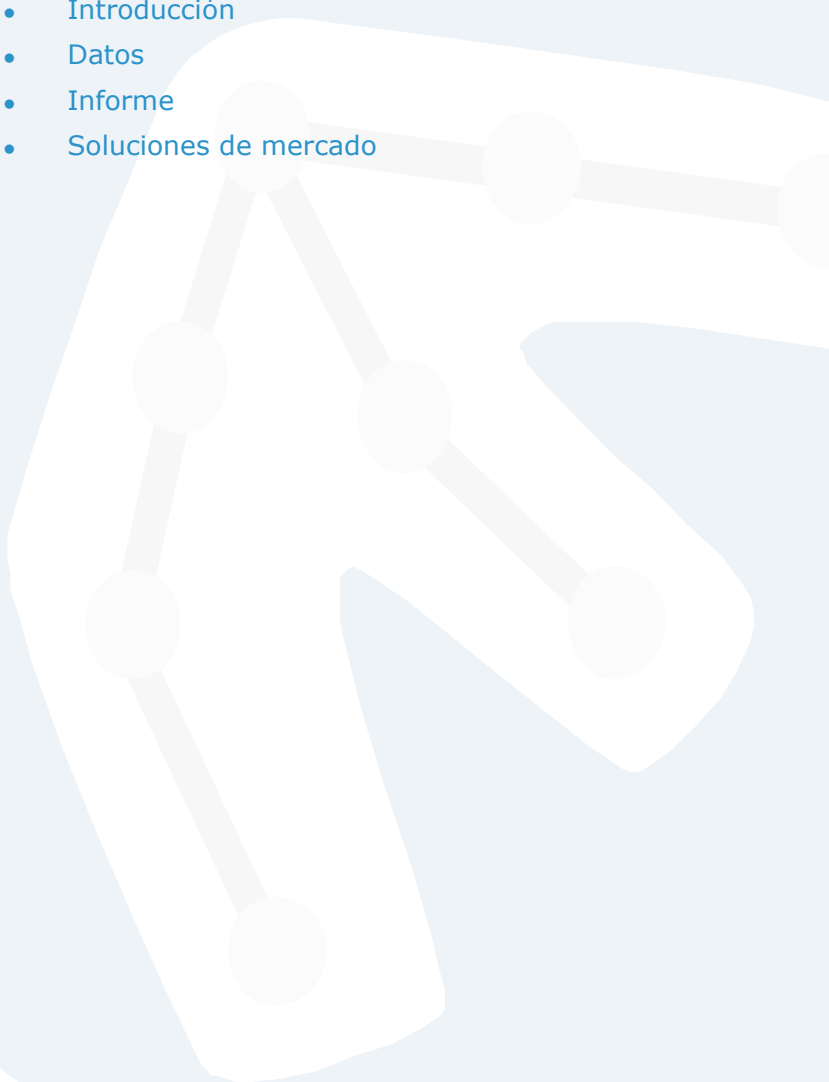 • Introducción
• Datos
• Informe
• Soluciones de mercado